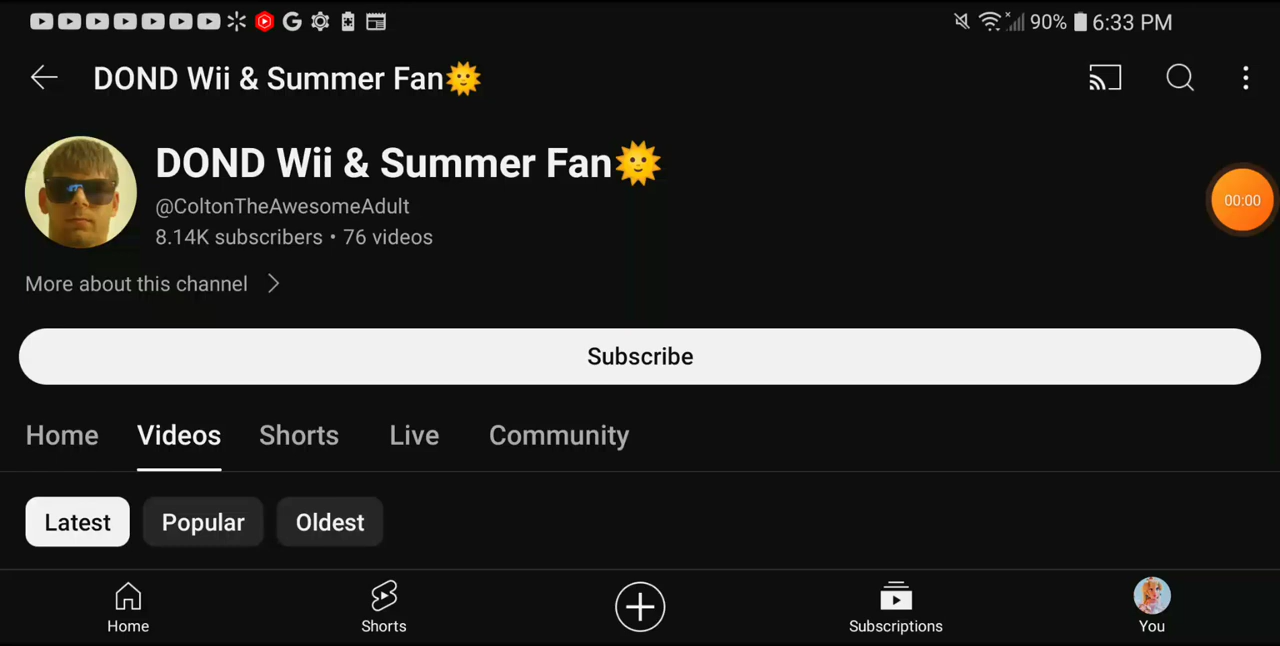 90% 6:33 PM
DOND Wii & Summer Fan🌞
DOND Wii & Summer Fan🌞
@ColtonTheAwesomeAdult
8.14K subscribers • 76 videos
00:00
More about this channel >
Subscribe
Home Videos Shorts Live Community
Latest Popular Oldest
Home Shorts Subscriptions You